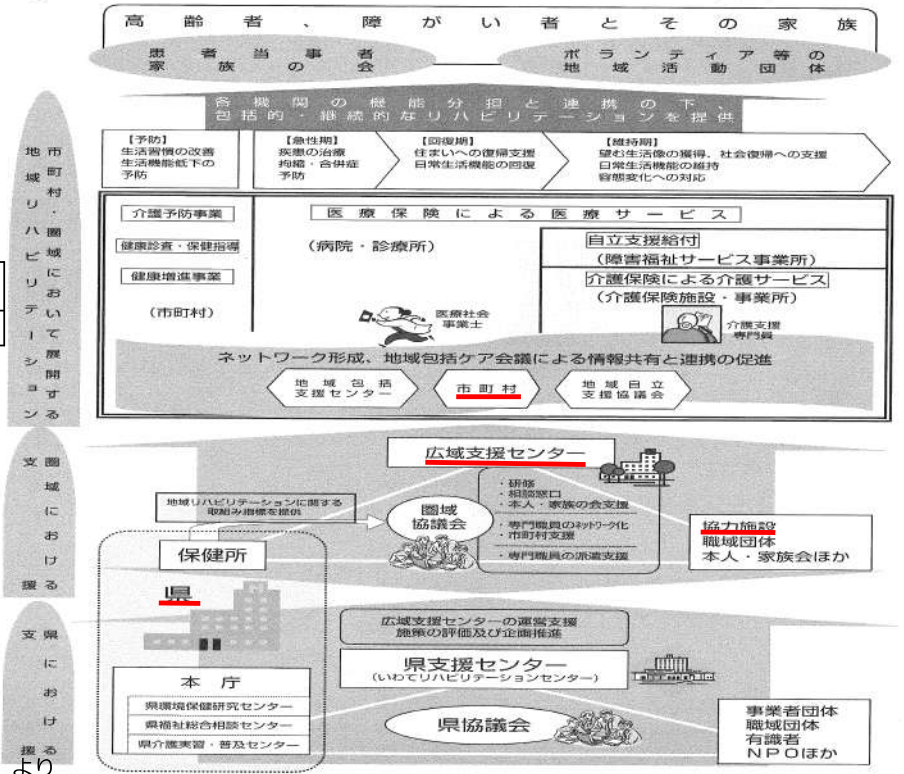 高齢者、障がい者とその家族
患者当事者
家族の会
ボランティア等の
地域活動団体
各機関の機能分担と連携の下、
包括的・継続的なリハビリテーションを提供
【予防】
生活習慣の改善
生活機能低下の
予防
【急性期】
疾患の治療
拘縮・合併症
予防
【回復期】
住まいへの復帰支援
日常生活機能の回復
【維持期】
望む生活像の獲得、社会復帰への支援
日常生活機能の維持
容態変化への対応
市町村・圏域において展開する
地域リハビリテーション
介護予防事業
健康診査・保健指導
健康増進事業
(市町村)
医療保険による医療サービス
(病院・診療所)
自立支援給付
(障害福祉サービス事業所)
介護保険による介護サービス
(介護保険施設・事業所)
医療社会
事業士
介護支援
専門員
ネットワーク形成、地域包括ケア会議による情報共有と連携の促進
地域包括
支援センター
市町村
地域自立
支援協議会
圏域における
支援
広域支援センター
・研修
・相談窓口
・本人・家族の会支援
・専門職員のネットワーク化
・市町村支援
・専門職員の派遣支援
地域リハビリテーションに関する
取組み指標を提供
圏域
協議会
保健所
協力施設
職域団体
本人・家族会ほか
県
県における
支援
広域支援センターの運営支援
施策の評価及び企画推進
県支援センター
(いわてリハビリテーションセンター)
本庁
県環境保健研究センター
県福祉総合相談センター
県介護実習・普及センター
県協議会
事業者団体
職域団体
有識者
NPOほか
より